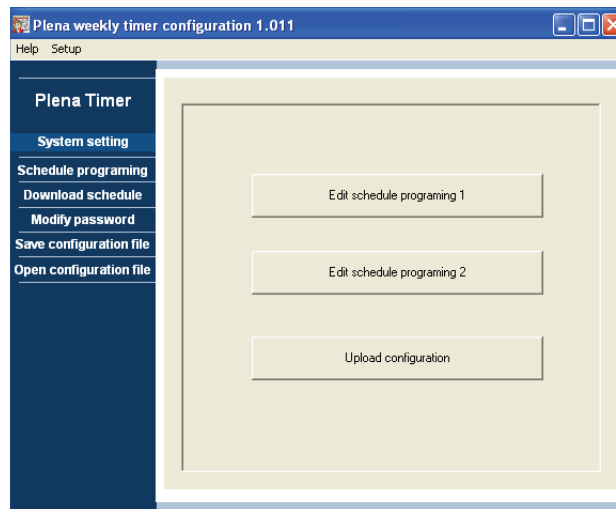 Plena weekly timer configuration 1.011
Help Setup
Plena Timer
System setting
Schedule programing
Download schedule
Modify password
Save configuration file
Open configuration file
Edit schedule programing 1
Edit schedule programing 2
Upload configuration